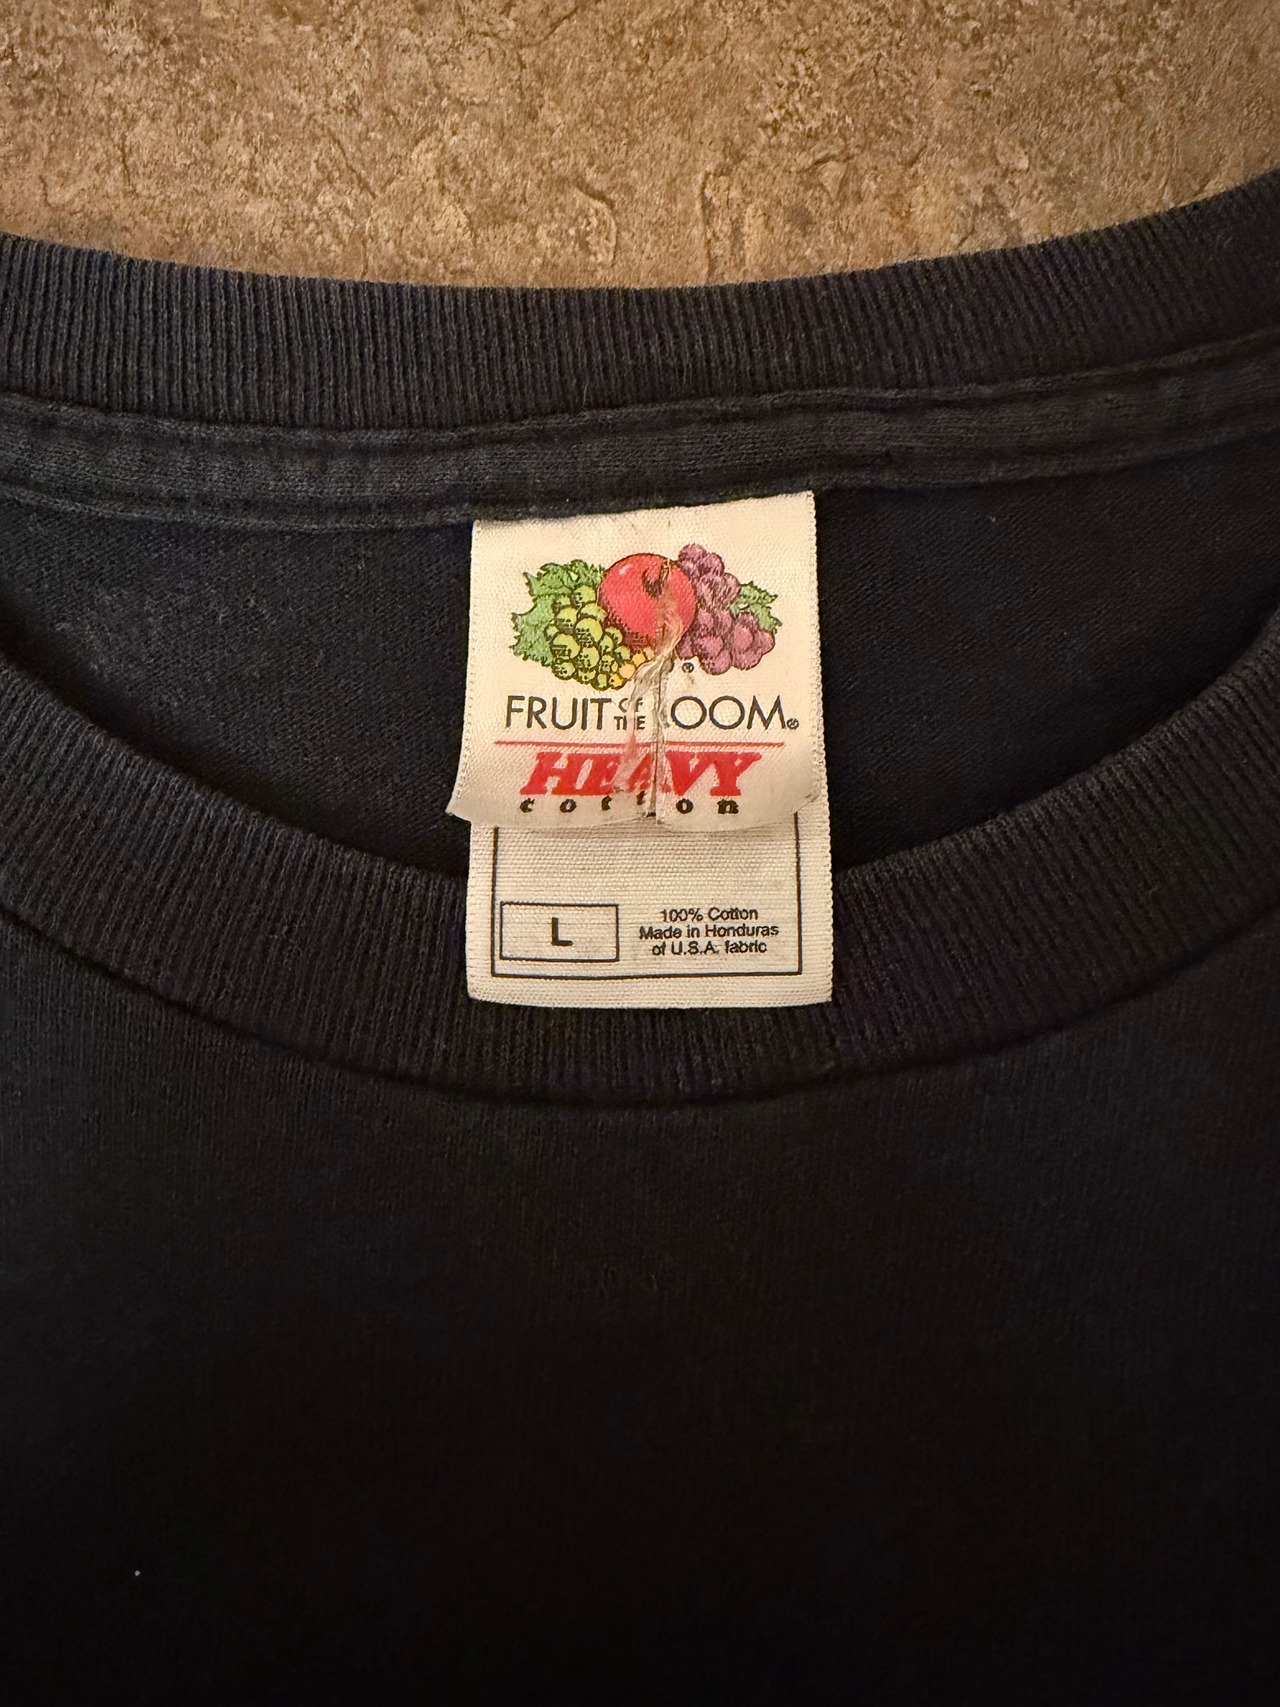 ®
FRUIT OF THE LOOM®
HEAVY
cotton
L
100% Cotton
Made in Honduras
of U.S.A. fabric